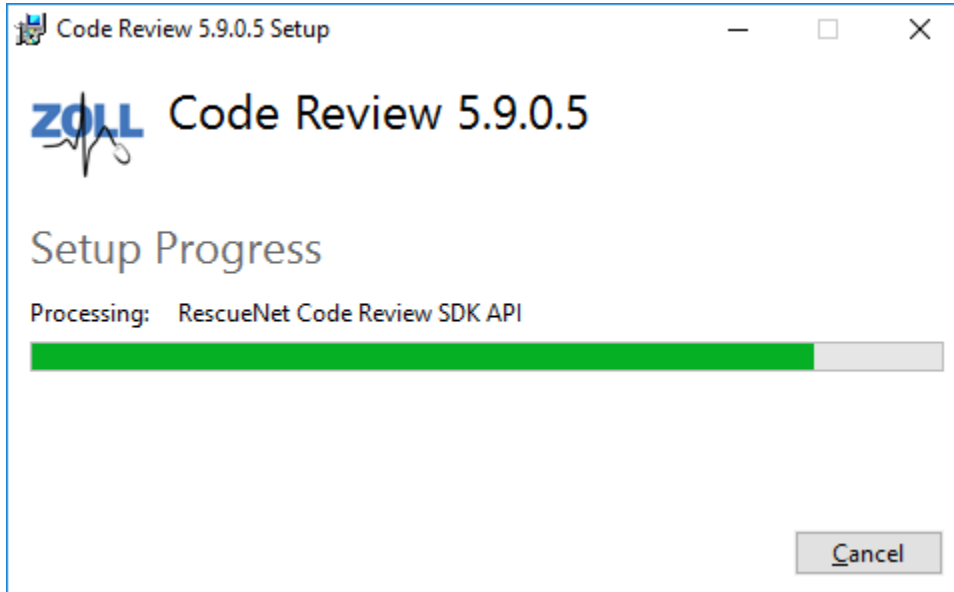 Code Review 5.9.0.5 Setup
ZOLL Code Review 5.9.0.5
Setup Progress
Processing: RescueNet Code Review SDK API
Cancel